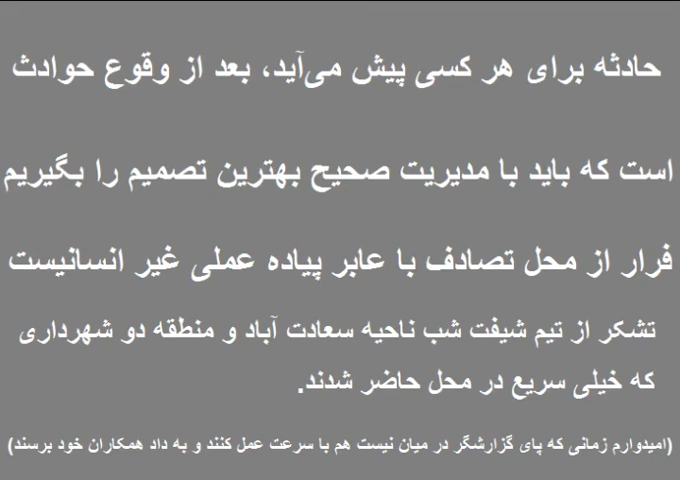 حادثه برای هر کسی پیش می‌آید، بعد از وقوع حوادث
است که باید با مدیریت صحیح بهترین تصمیم را بگیریم
فرار از محل تصادف با عابر پیاده عملی غیر انسانیست
تشکر از تیم شیفت شب ناحیه سعادت آباد و منطقه دو شهرداری
که خیلی سریع در محل حاضر شدند.
(امیدوارم زمانی که پای گزارشگر در میان نیست هم با سرعت عمل کنند و به داد همکاران خود برسند)